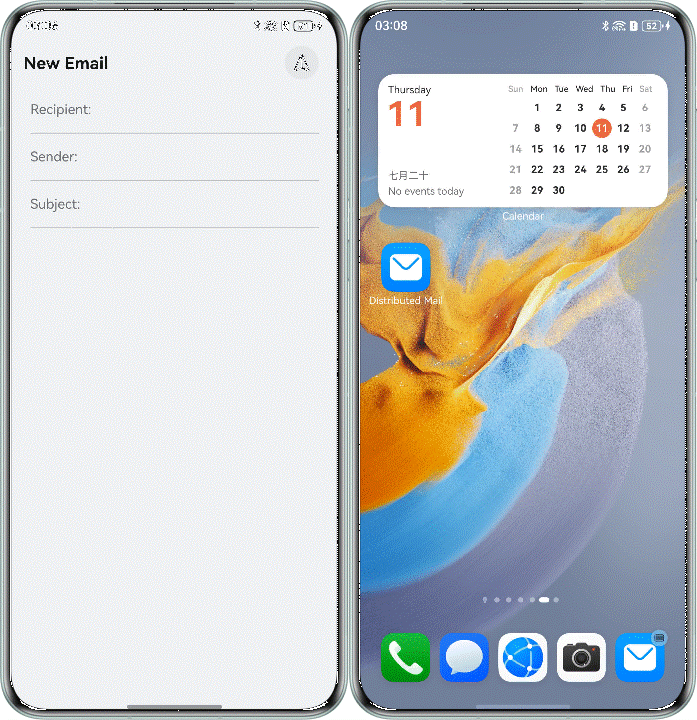 New Email
Recipient:
Sender:
Subject:
03:08
52
Thursday
11
七月二十
No events today
Sun Mon Tue Wed Thu Fri Sat
1 2 3 4 5 6
7 8 9 10 11 12 13
14 15 16 17 18 19 20
21 22 23 24 25 26 27
28 29 30
Calendar
Distributed Mail